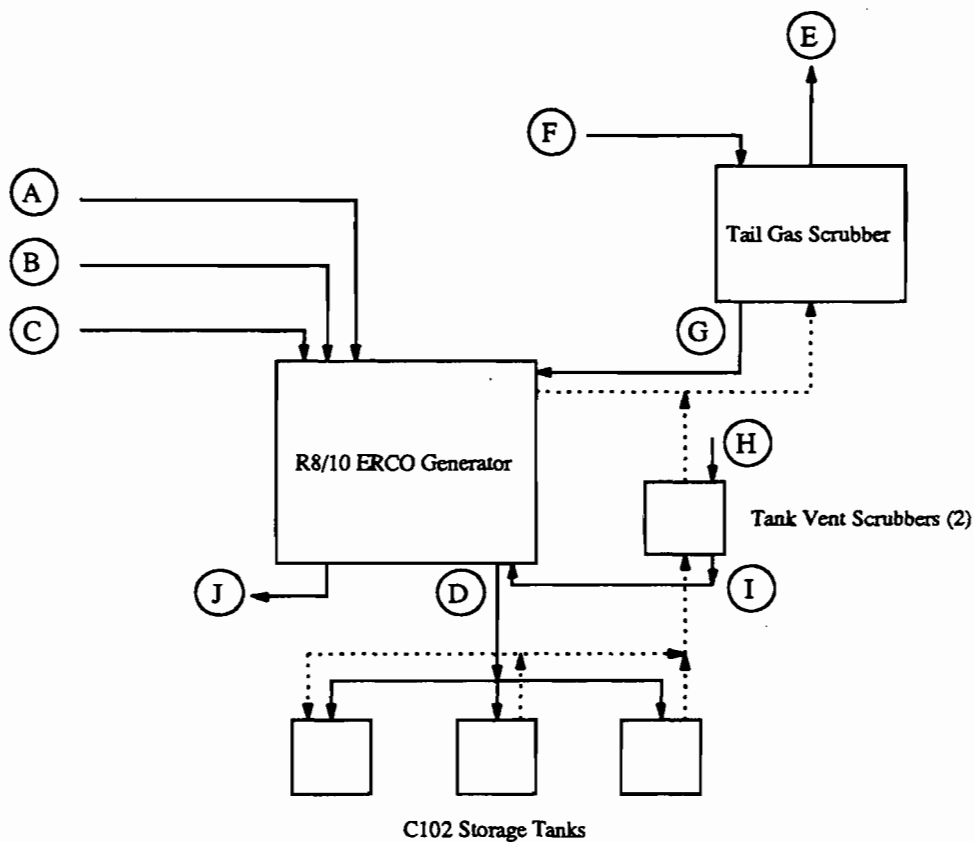 E
F
A
Tail Gas Scrubber
B
C
G
R8/10 ERCO Generator
H
Tank Vent Scrubbers (2)
J
D
I
C102 Storage Tanks